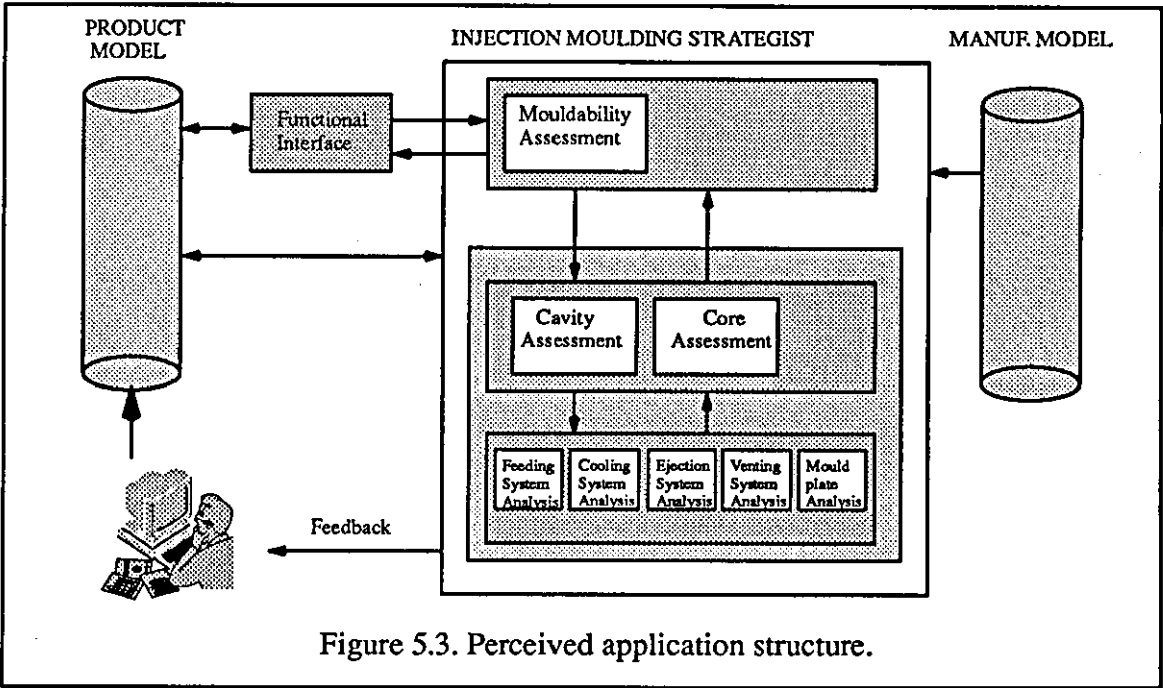 PRODUCT
MODEL
INJECTION MOULDING STRATEGIST
MANUF. MODEL
Functional
Interface
Mouldability
Assessment
Cavity
Assessment
Core
Assessment
Feeding
System
Analysis
Cooling
System
Analysis
Ejection
System
Analysis
Venting
System
Analysis
Mould
plate
Analysis
Feedback
Figure 5.3. Perceived application structure.